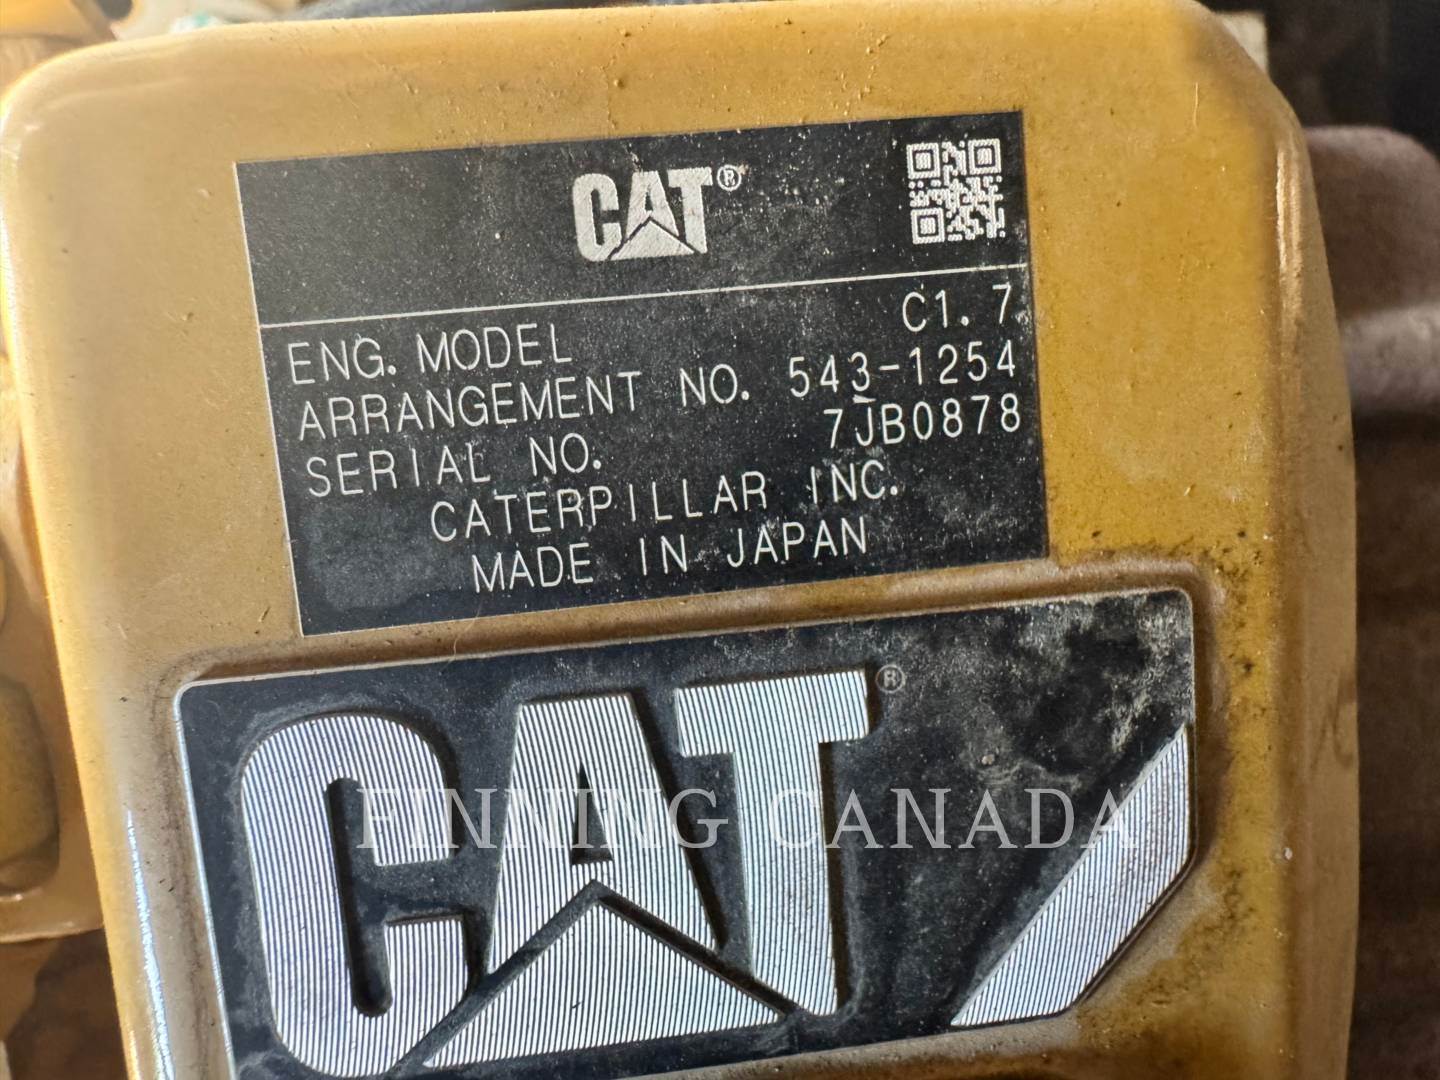 CAT®
ENG. MODEL C1.7
ARRANGEMENT NO. 543-1254
SERIAL NO. 7JB0878
CATERPILLAR INC.
MADE IN JAPAN
CAT®
FINNING CANADA